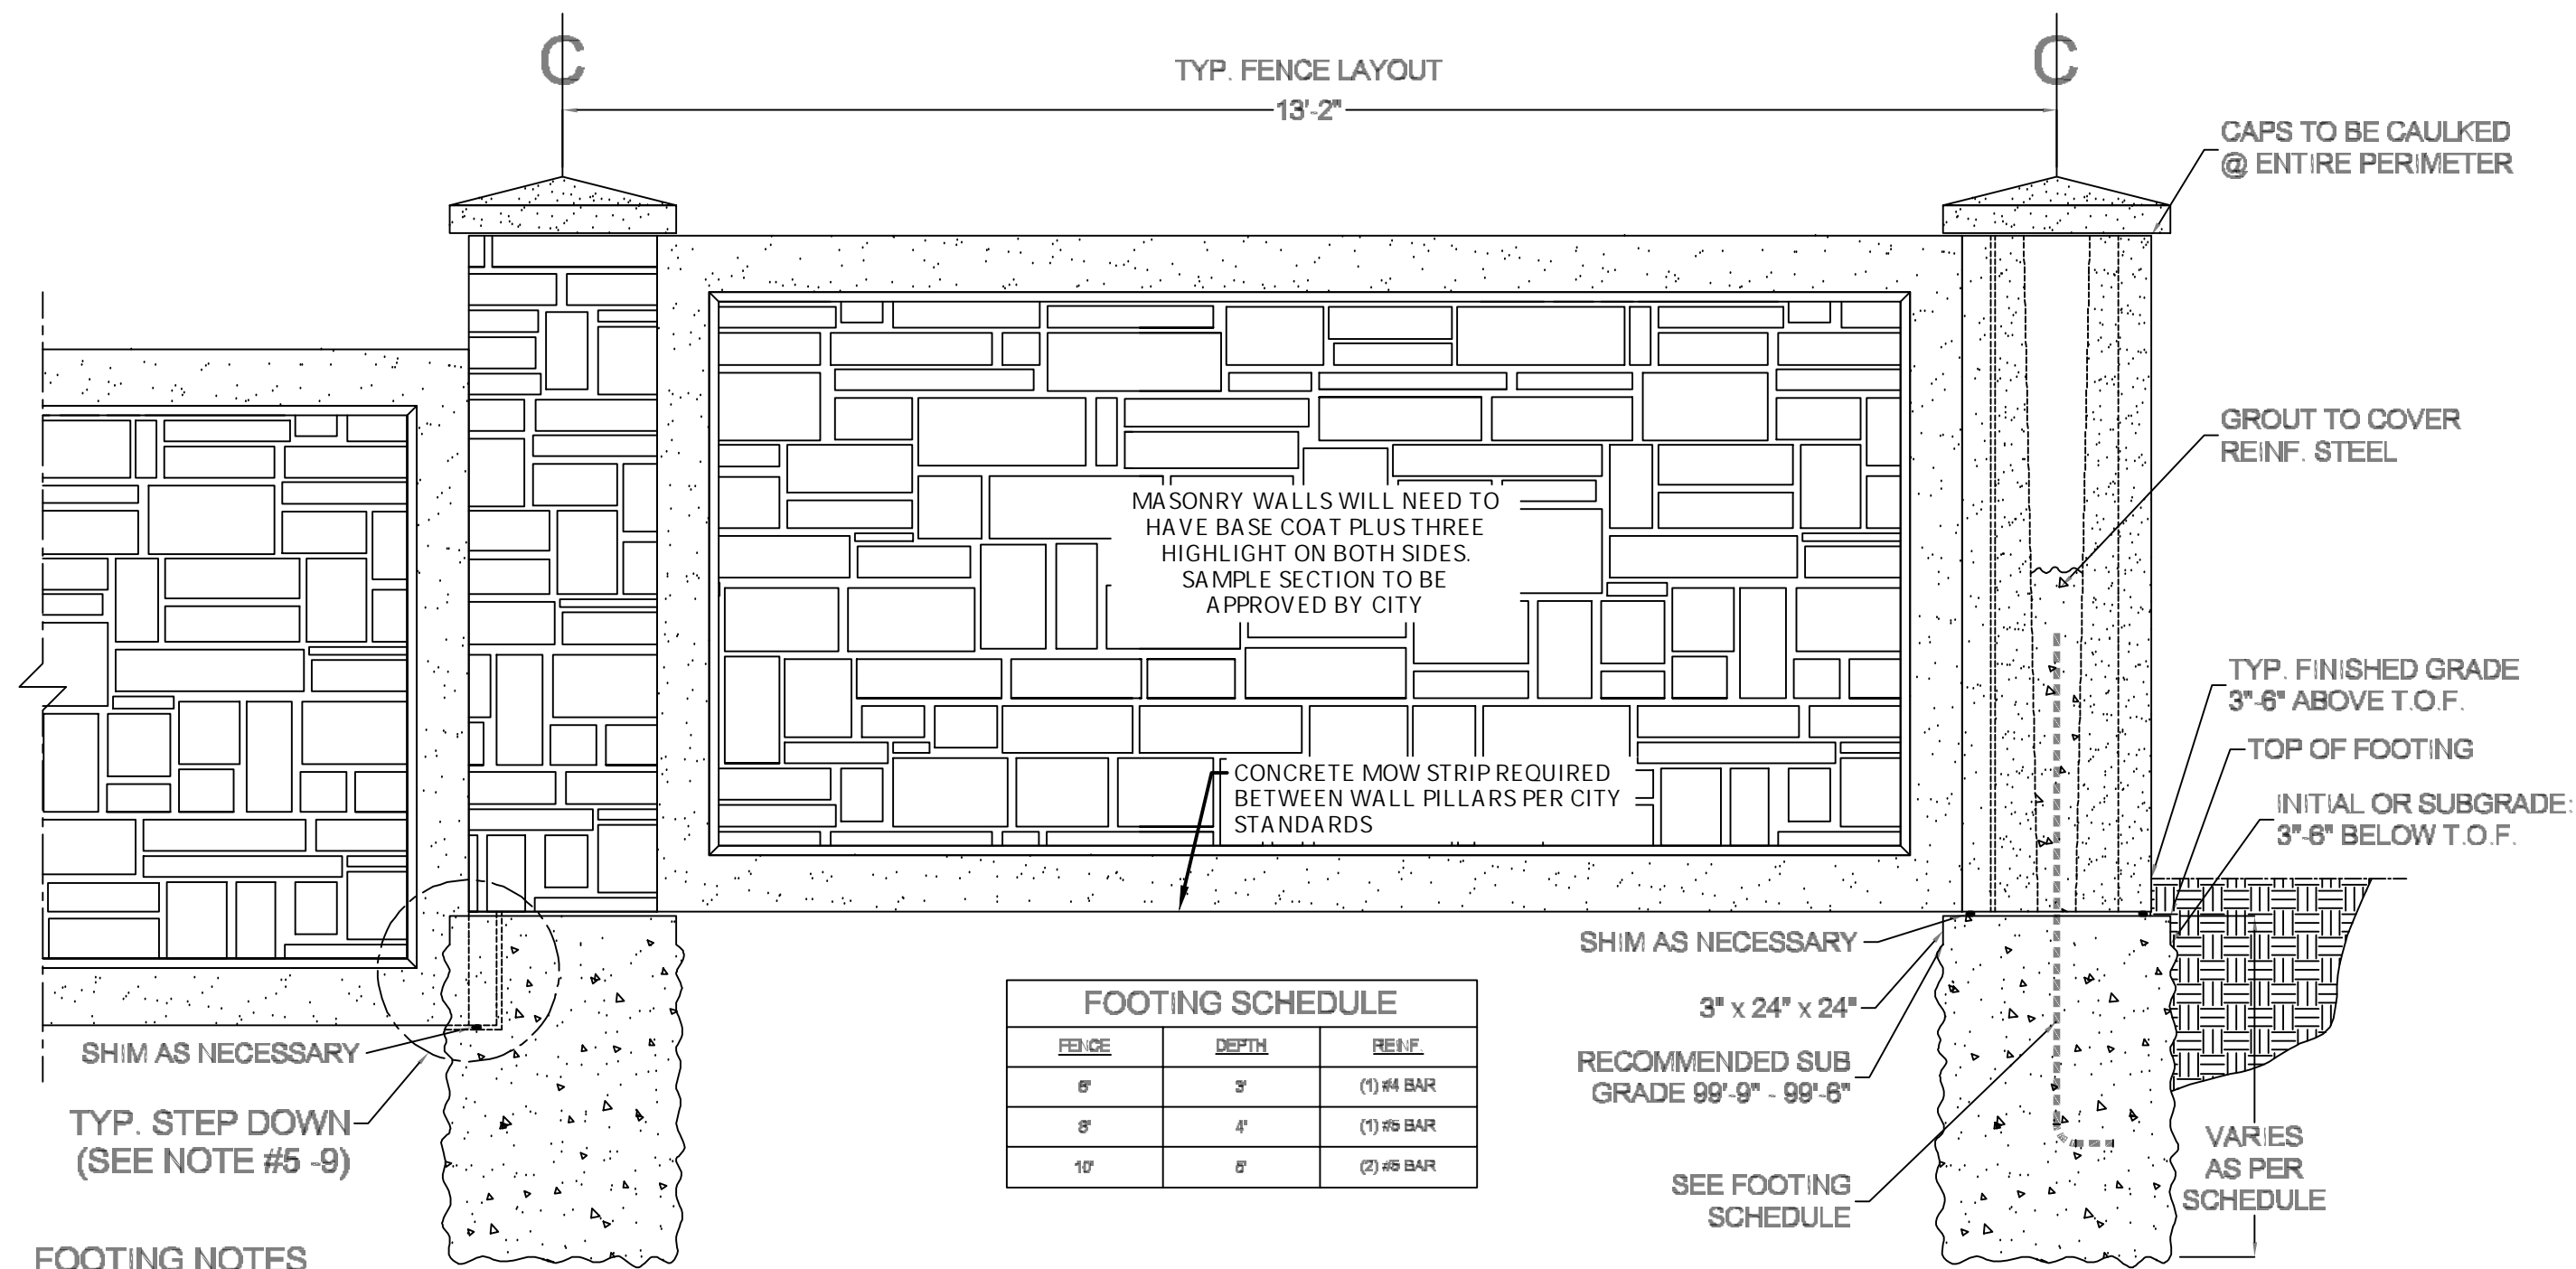 C
C
TYP. FENCE LAYOUT
13'-2"
CAPS TO BE CAULKED
@ ENTIRE PERIMETER
GROUT TO COVER
REINF. STEEL
MASONRY WALLS WILL NEED TO
HAVE BASE COAT PLUS THREE
HIGHLIGHT ON BOTH SIDES.
SAMPLE SECTION TO BE
APPROVED BY CITY
TYP. FINISHED GRADE
3"-6" ABOVE T.O.F.
TOP OF FOOTING
INITIAL OR SUBGRADE:
3"-6" BELOW T.O.F.
CONCRETE MOW STRIP REQUIRED
BETWEEN WALL PILLARS PER CITY
STANDARDS
SHIM AS NECESSARY
3" x 24" x 24"
RECOMMENDED SUB
GRADE 99'-9" - 99'-6"
SEE FOOTING
SCHEDULE
VARIES
AS PER
SCHEDULE
SHIM AS NECESSARY
TYP. STEP DOWN
(SEE NOTE #5 -9)
FOOTING SCHEDULE
FENCE DEPTH REINF.
6' 3' (1) #4 BAR
8' 4' (1) #5 BAR
10' 5' (2) #5 BAR
FOOTING NOTES